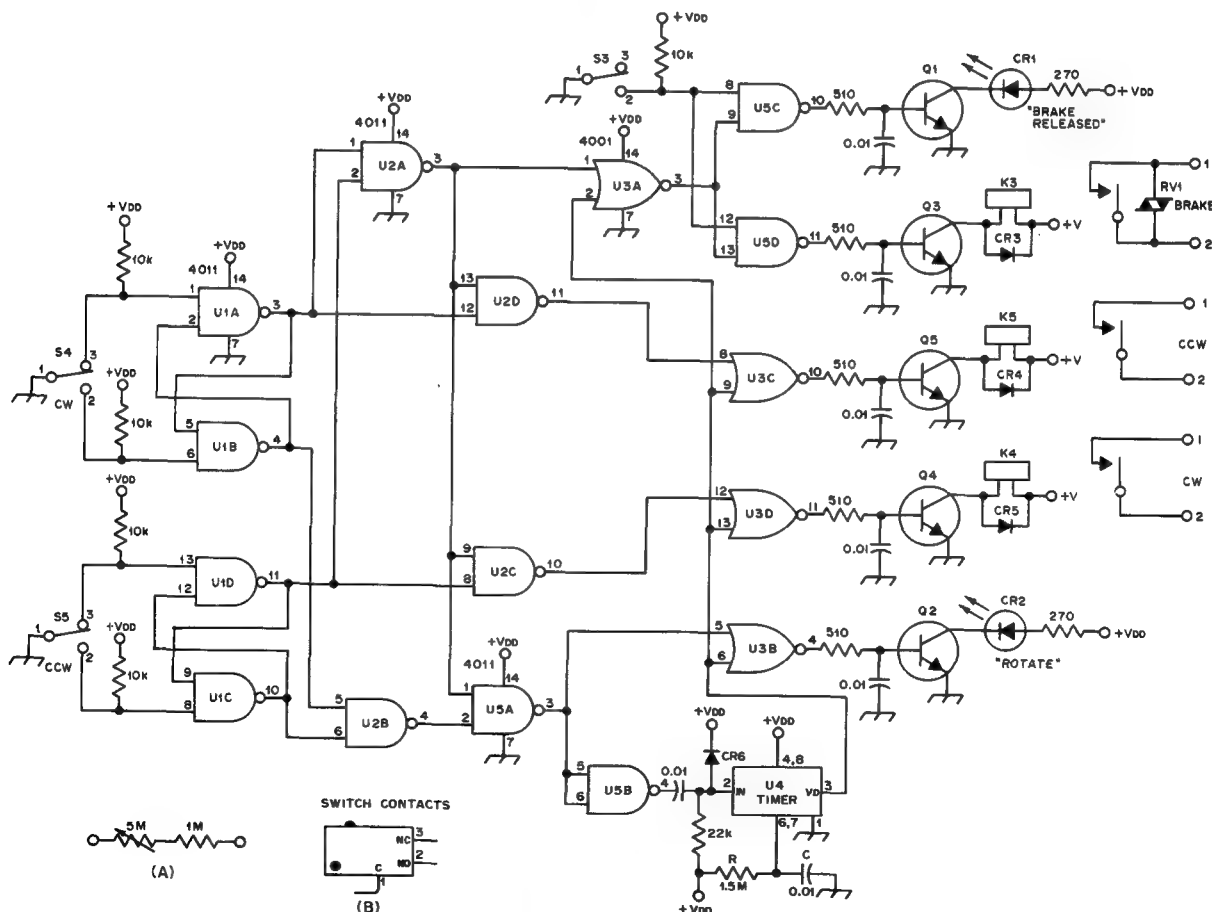 +VDD
S3
3
1
2
10k
8
9
U5C
10
510
0.01
Q1
CR1
"BRAKE
RELEASED"
270
+VDD
+VDD
4011
14
1
2
U2A
3
7
+VDD
4001
14
1
2
U3A
3
7
12
13
U5D
11
510
0.01
Q3
K3
CR3
+V
1
RV1
BRAKE
2
+VDD
10k
+VDD
4011
14
1
2
U1A
3
7
13
12
U2D
11
8
9
U3C
10
510
0.01
Q5
K5
CR4
+V
1
CCW
2
S4
3
1
2
CW
+VDD
10k
5
6
U1B
4
12
13
U3D
11
510
0.01
Q4
K4
CR5
+V
1
CW
2
+VDD
10k
13
12
U1D
11
9
8
U2C
10
S5
3
1
2
CCW
+VDD
10k
9
8
U1C
10
5
6
U2B
4
+VDD
4011
14
1
2
U5A
3
7
5
6
U3B
4
510
0.01
Q2
CR2
"ROTATE"
270
+VDD
5
6
U5B
4
0.01
+VDD
CR6
22k
+VDD
4,8
2
IN
U4
TIMER
VD
3
6,7
1
R
1.5M
C
0.01
+VDD
5M
1M
(A)
SWITCH CONTACTS
NC
3
NO
2
C
1
(B)